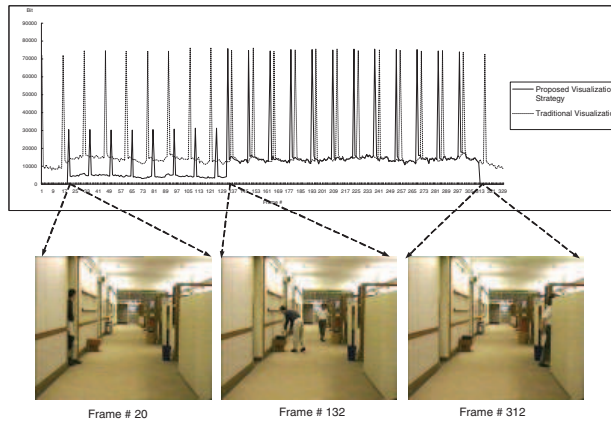 Bit
90000
80000
70000
60000
50000
40000
30000
20000
10000
0
Proposed Visualization
Strategy
Traditional Visualization
1 9 17 25 33 41 49 57 65 73 81 89 97 105 113 121 129 137 145 153 161 169 177 185 193 201 209 217 225 233 241 249 257 265 273 281 289 297 305 313 321 329
Frame #
Frame # 20 Frame # 132 Frame # 312